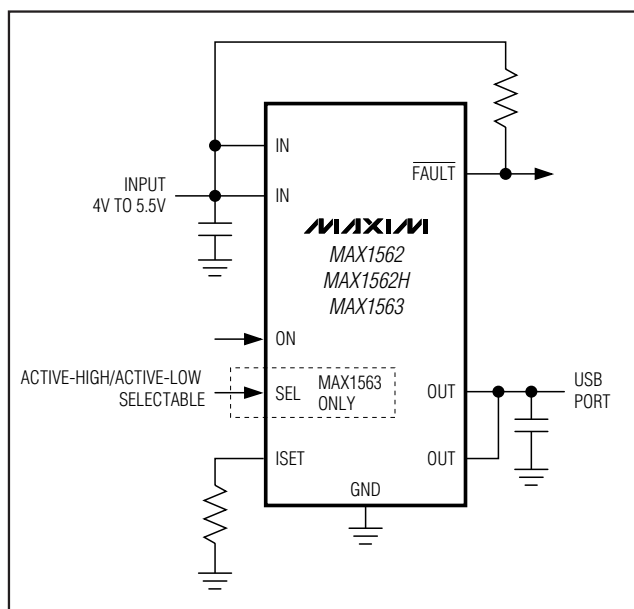 IN
FAULT
INPUT
4V TO 5.5V
IN
MAXIM
MAX1562
MAX1562H
MAX1563
ON
ACTIVE-HIGH/ACTIVE-LOW
SELECTABLE
SEL
MAX1563
ONLY
OUT
USB
PORT
ISET
OUT
GND